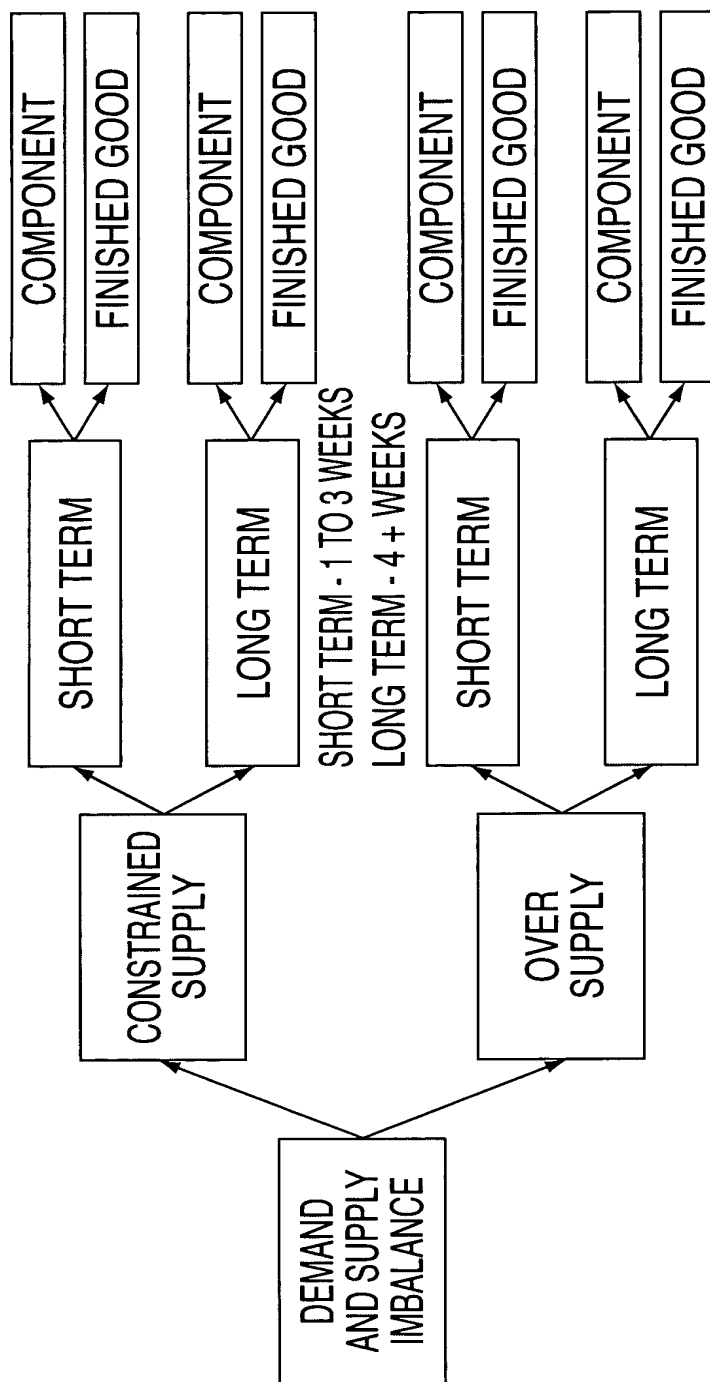 DEMAND
AND SUPPLY
IMBALANCE
CONSTRAINED
SUPPLY
OVER
SUPPLY
SHORT TERM
LONG TERM
SHORT TERM - 1 TO 3 WEEKS
LONG TERM - 4 + WEEKS
SHORT TERM
LONG TERM
COMPONENT
FINISHED GOOD
COMPONENT
FINISHED GOOD
COMPONENT
FINISHED GOOD
COMPONENT
FINISHED GOOD